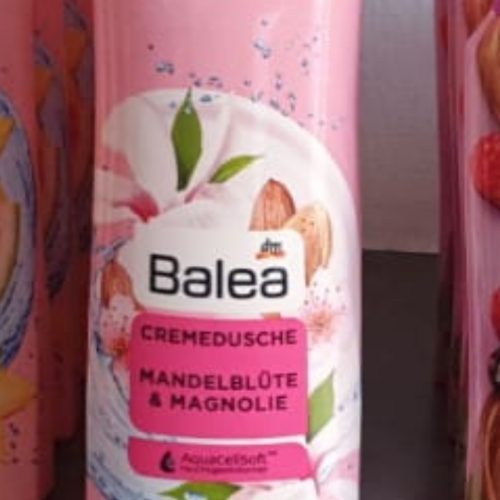 dm
Balea
CREMEDUSCHE
MANDELBLÜTE
& MAGNOLIE
AquaCellSoft™